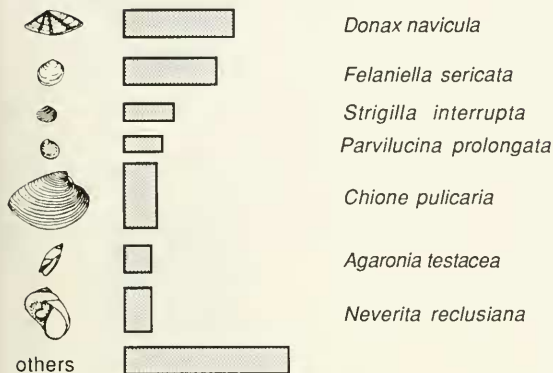 Donax navicula
Felaniella sericata
Strigilla interrupta
Parvilucina prolongata
Chione pulicaria
Agaronia testacea
Neverita reclusiana
others